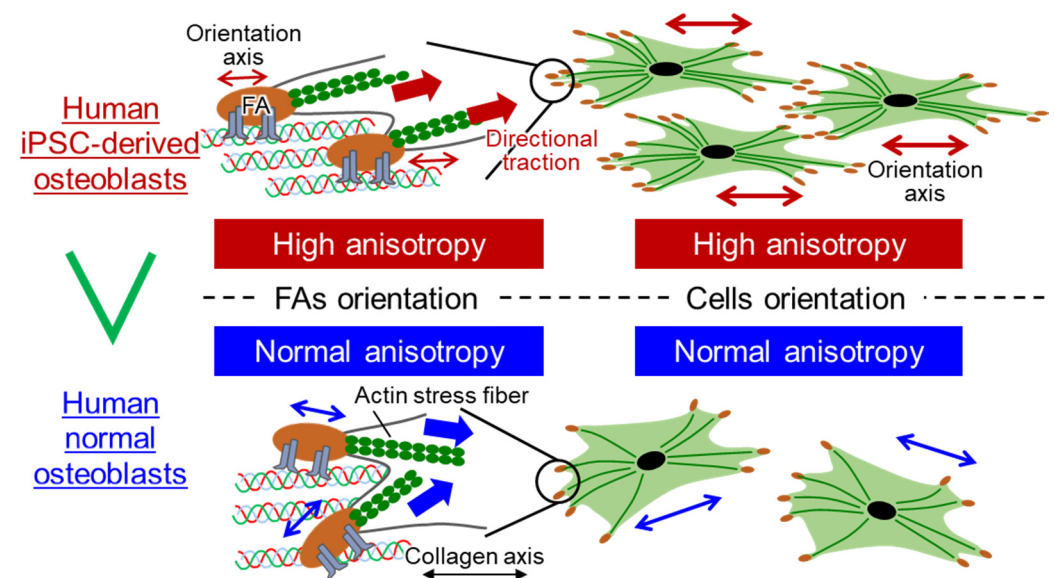 Orientation
axis
FA
Human
iPSC-derived
osteoblasts
Directional
traction
Orientation
axis
High anisotropy
High anisotropy
FAs orientation
Cells orientation
Normal anisotropy
Normal anisotropy
Human
normal
osteoblasts
Actin stress fiber
Collagen axis